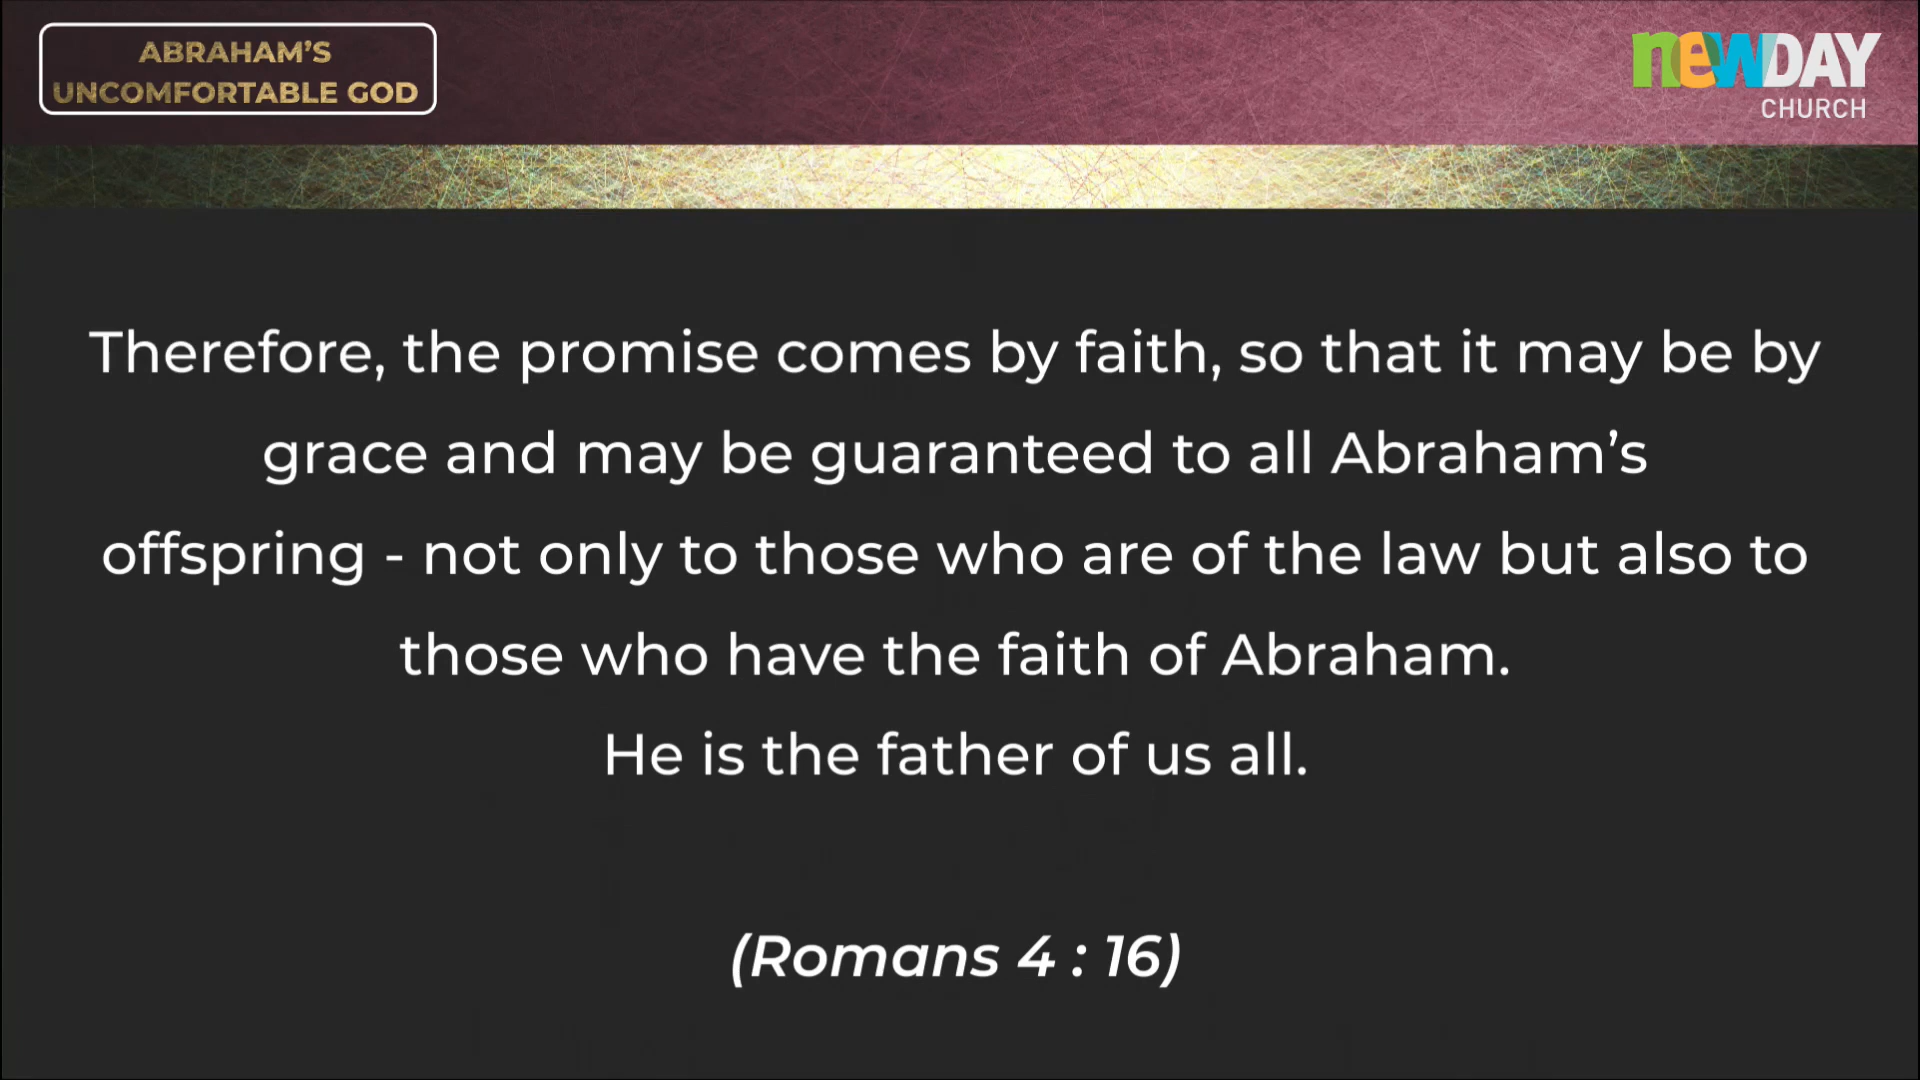 ABRAHAM’S
UNCOMFORTABLE GOD
newDAY
CHURCH
Therefore, the promise comes by faith, so that it may be by
grace and may be guaranteed to all Abraham’s
offspring - not only to those who are of the law but also to
those who have the faith of Abraham.
He is the father of us all.
(Romans 4 : 16)